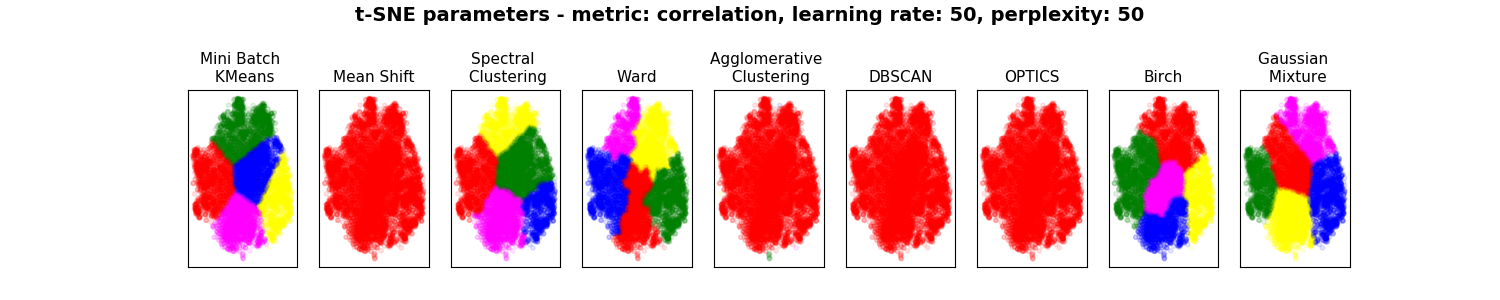 t-SNE parameters - metric: correlation, learning rate: 50, perplexity: 50
Mini Batch
KMeans
Mean Shift
Spectral
Clustering
Ward
Agglomerative
Clustering
DBSCAN
OPTICS
Birch
Gaussian
Mixture